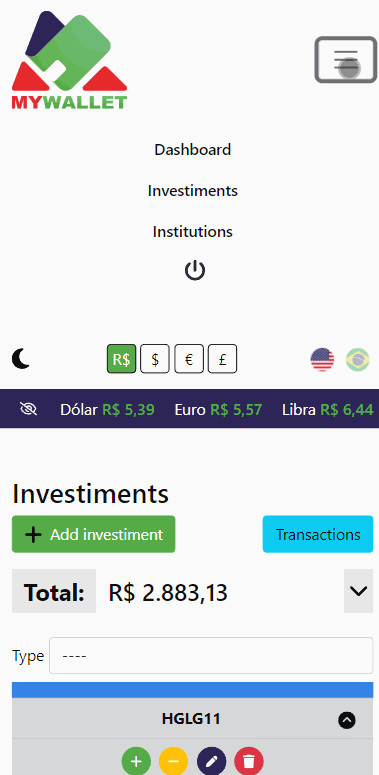 MYWALLET
Dashboard
Investiments
Institutions
R$ $ € £
Dólar R$ 5,39 Euro R$ 5,57 Libra R$ 6,44
Investiments
Add investiment Transactions
Total: R$ 2.883,13
Type ----
HGLG11